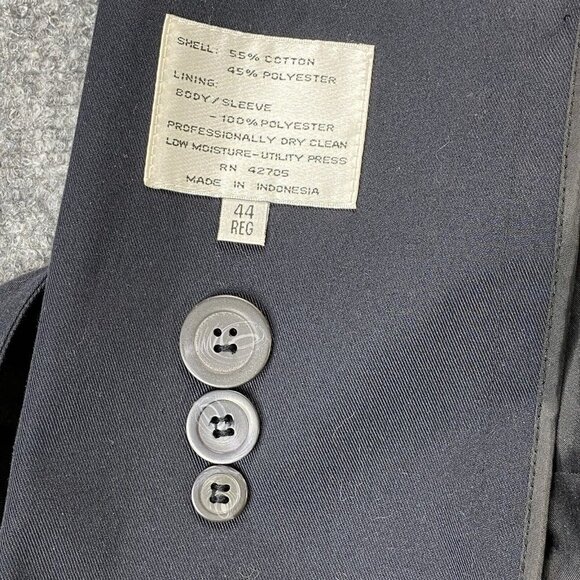 SHELL: 55% COTTON
45% POLYESTER
LINING:
BODY/SLEEVE
- 100% POLYESTER
PROFESSIONALLY DRY CLEAN
LOW MOISTURE-UTILITY PRESS
RN 42705
MADE IN INDONESIA
44
REG